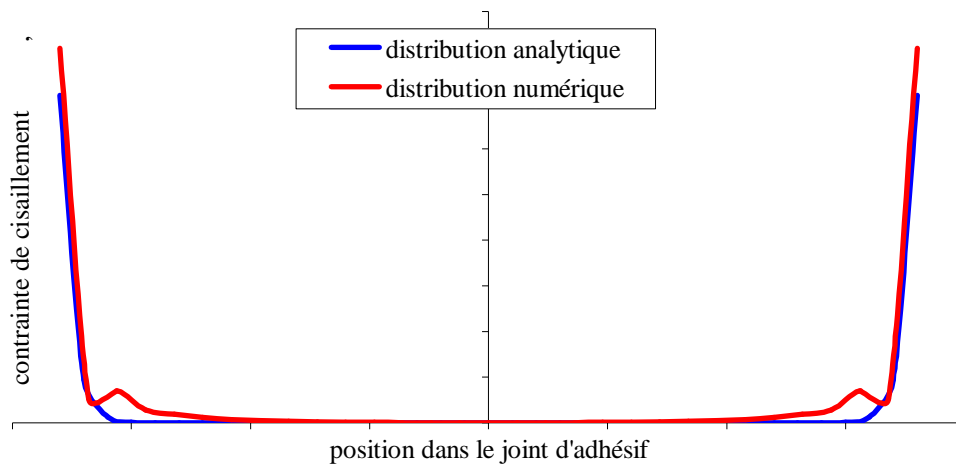 distribution analytique
distribution numérique
contrainte de cisaillement ,
position dans le joint d'adhésif